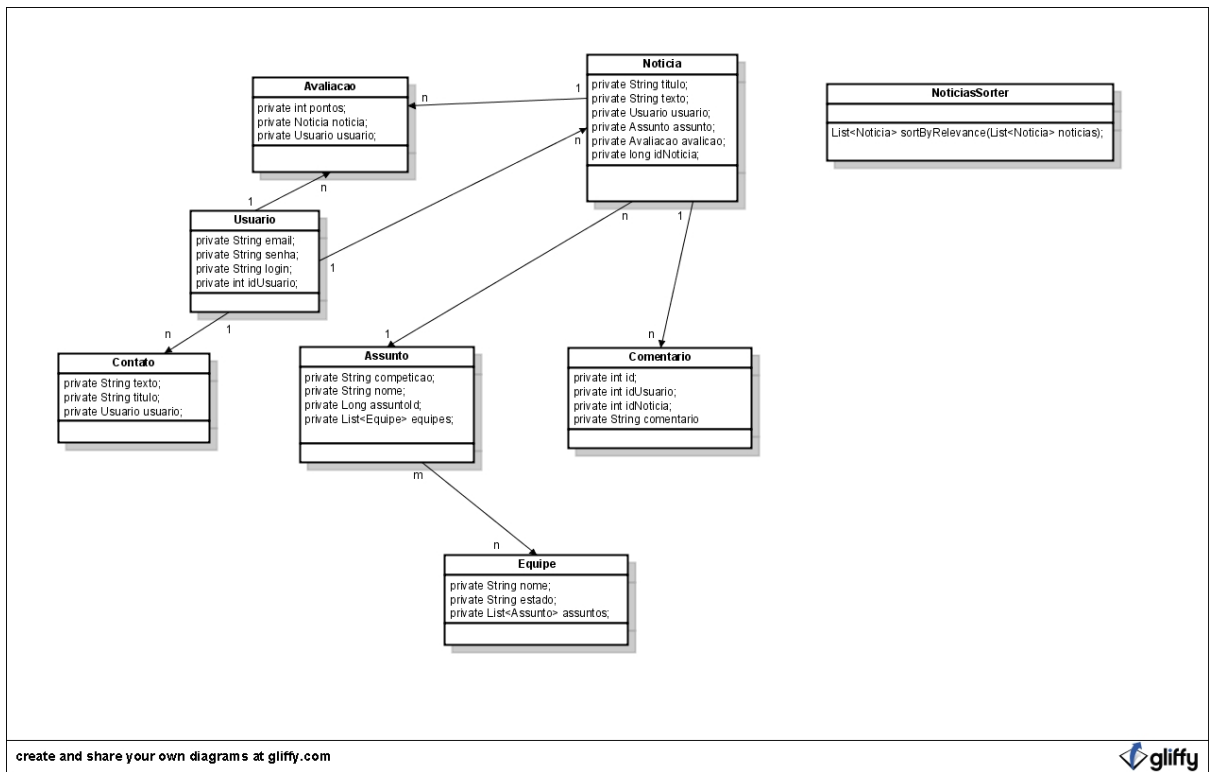 Noticia
private String titulo;
private String texto;
private Usuario usuario;
private Assunto assunto;
private Avaliacao avalicao;
private long idNoticia;
Avaliacao
private int pontos;
private Noticia noticia;
private Usuario usuario;
NoticiasSorter
List<Noticia> sortByRelevance(List<Noticia> noticias);
1
n
n
1
n
1
n
1
Usuario
private String email;
private String senha;
private String login;
private int idUsuario;
n
1
1
n
Contato
private String texto;
private String titulo;
private Usuario usuario;
Assunto
private String competicao;
private String nome;
private Long assuntoId;
private List<Equipe> equipes;
Comentario
private int id;
private int idUsuario;
private int idNoticia;
private String comentario
m
n
Equipe
private String nome;
private String estado;
private List<Assunto> assuntos;
create and share your own diagrams at gliffy.com
gliffy